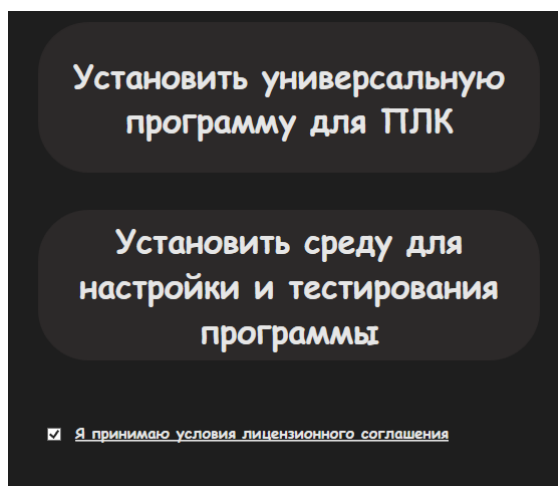 Установить универсальную
программу для ПЛК
Установить среду для
настройки и тестирования
программы
Я принимаю условия лицензионного соглашения